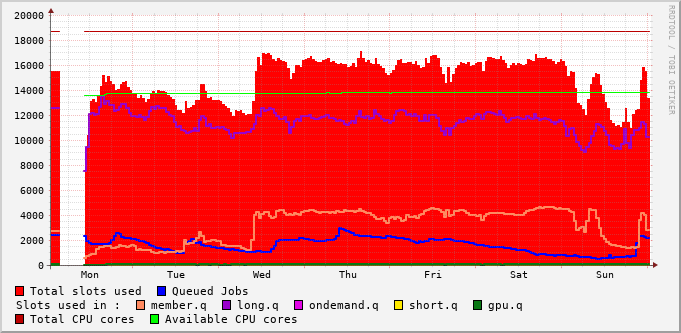 20000
18000
16000
14000
12000
10000
8000
6000
4000
2000
0
Mon Tue Wed Thu Fri Sat Sun
RRDTOOL / TOBI OETIKER
Total slots used Queued Jobs
Slots used in : member.q long.q ondemand.q short.q gpu.q
Total CPU cores Available CPU cores